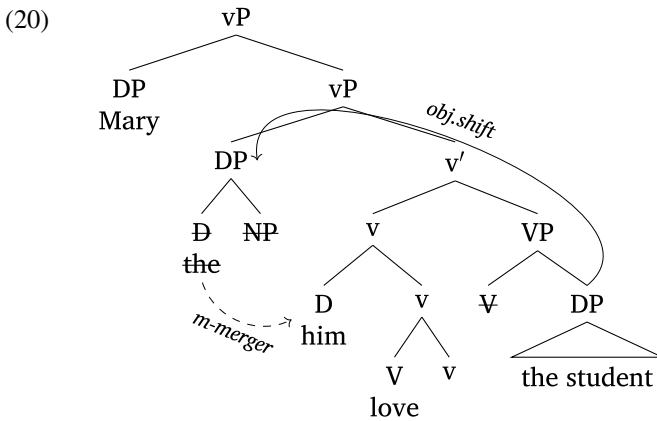 (20)
vP
DP
vP
Mary
obj.shift
DP
v′
D
NP
v
VP
the
D
v
V
DP
m-merger
him
V
v
the student
love